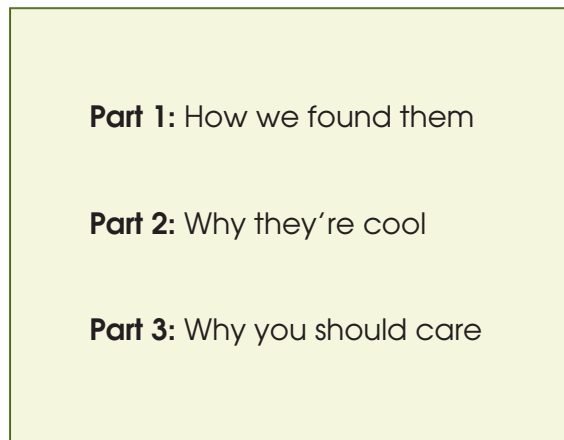 Part 1: How we found them
Part 2: Why they’re cool
Part 3: Why you should care